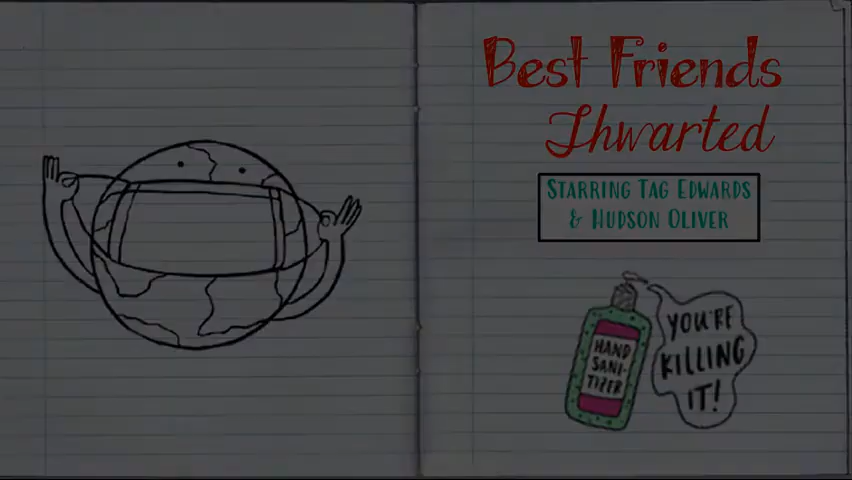 Best Friends
Thwarted
Starring Tag Edwards
& Hudson Oliver
HAND
SANI-
TIZER
YOU'RE
KILLING
IT!